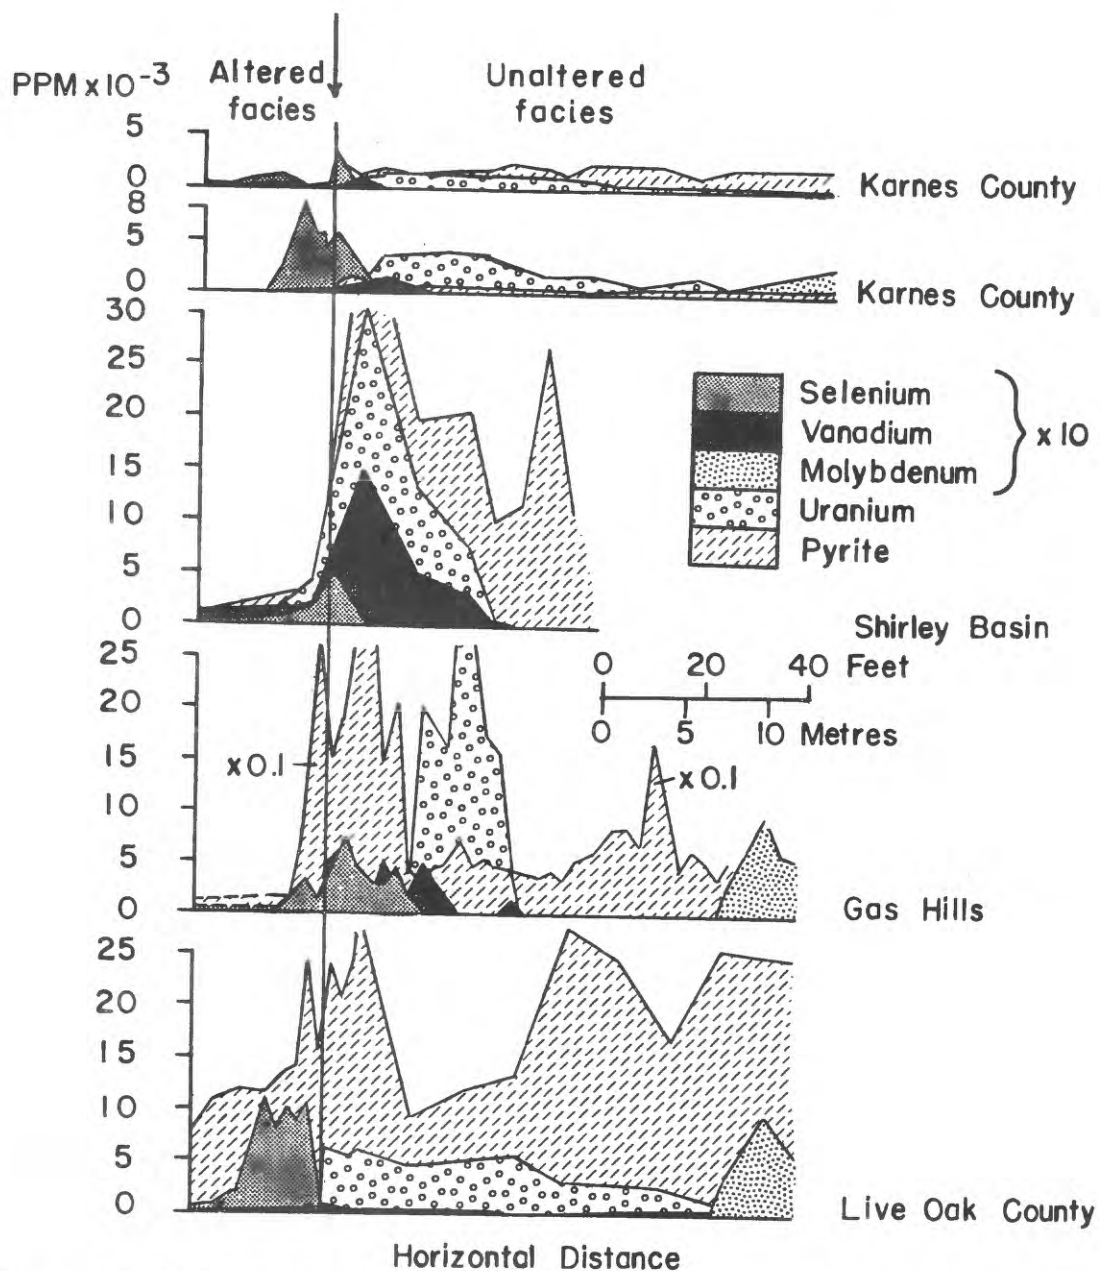 PPM x 10⁻³
Altered
facies
Unaltered
facies
5
0
Karnes County
8
5
0
Karnes County
30
25
20
15
10
5
0
Selenium
Vanadium
Molybdenum
x 10
Uranium
Pyrite
Shirley Basin
0 20 40
Feet
0 5 10 Metres
25
20
15
10
5
0
x 0.1
x 0.1
Gas Hills
25
20
15
10
5
0
Live Oak County
Horizontal Distance